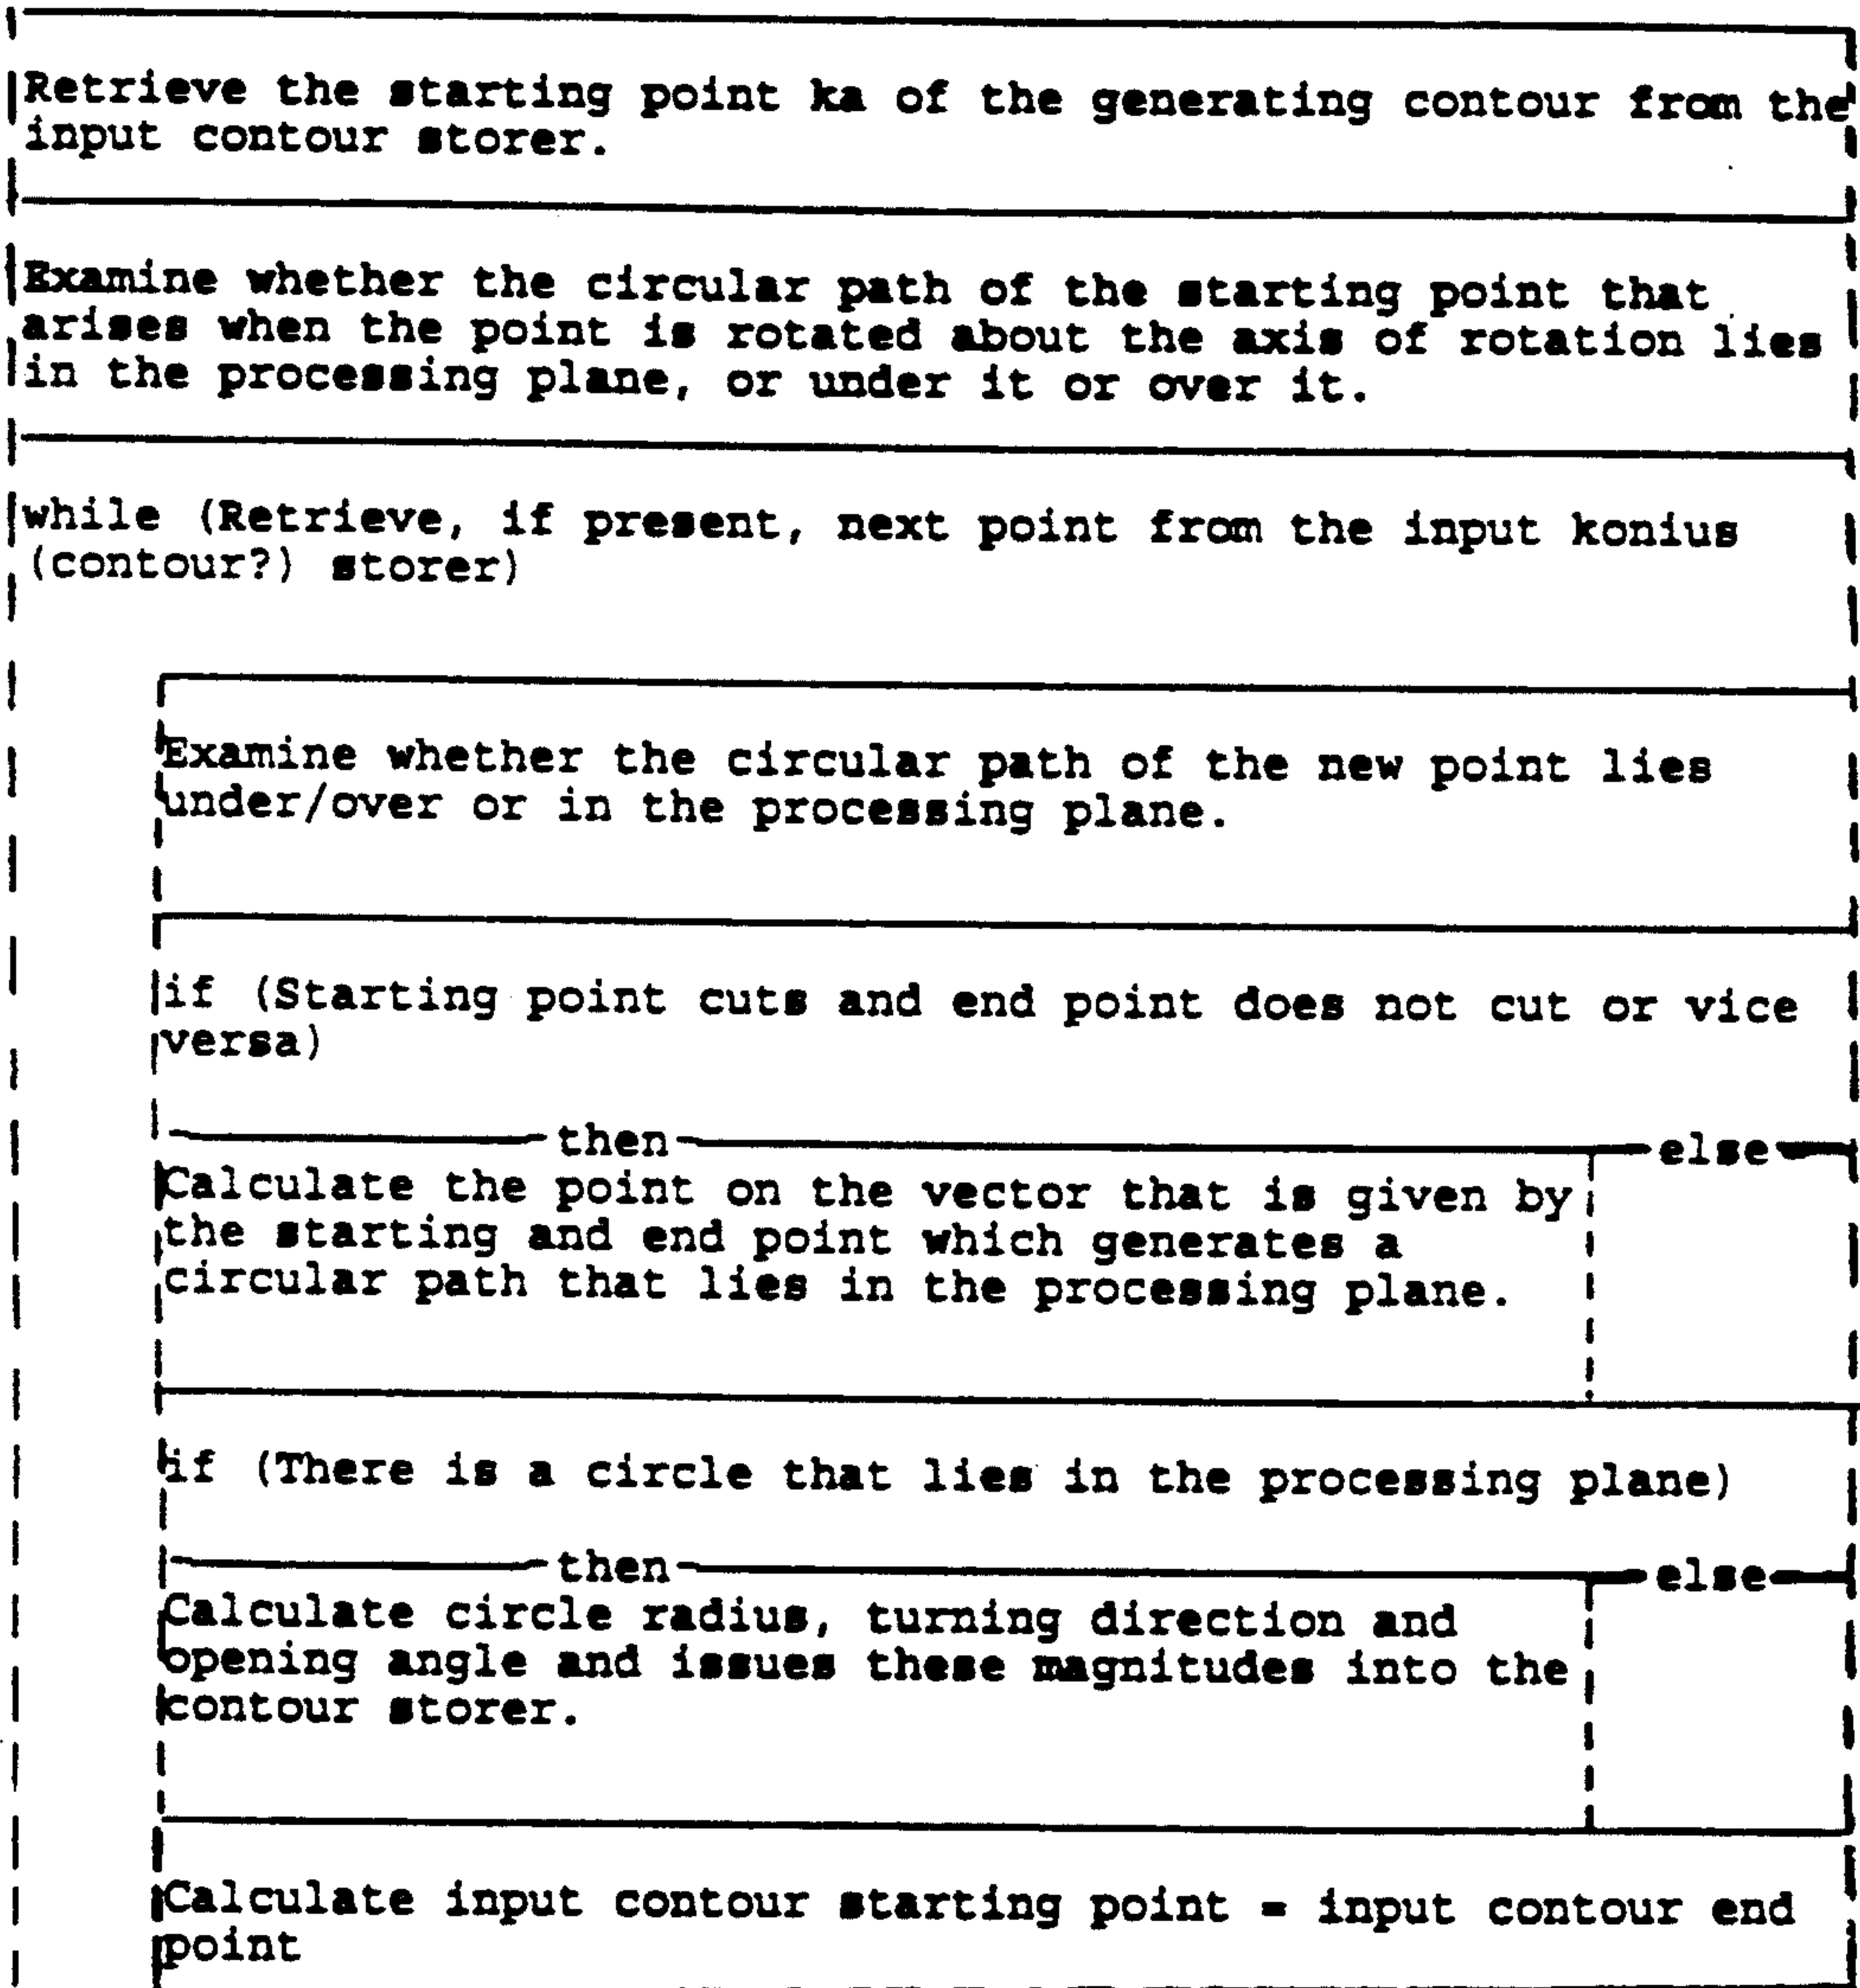 Retrieve the starting point ka of the generating contour from the
input contour storer.
Examine whether the circular path of the starting point that
arises when the point is rotated about the axis of rotation lies
in the processing plane, or under it or over it.
while (Retrieve, if present, next point from the input konius
(contour?) storer)
Examine whether the circular path of the new point lies
under/over or in the processing plane.
if (Starting point cuts and end point does not cut or vice
versa)
then else
Calculate the point on the vector that is given by
the starting and end point which generates a
circular path that lies in the processing plane.
if (There is a circle that lies in the processing plane)
then else
Calculate circle radius, turning direction and
opening angle and issues these magnitudes into the
contour storer.
Calculate input contour starting point = input contour end
point